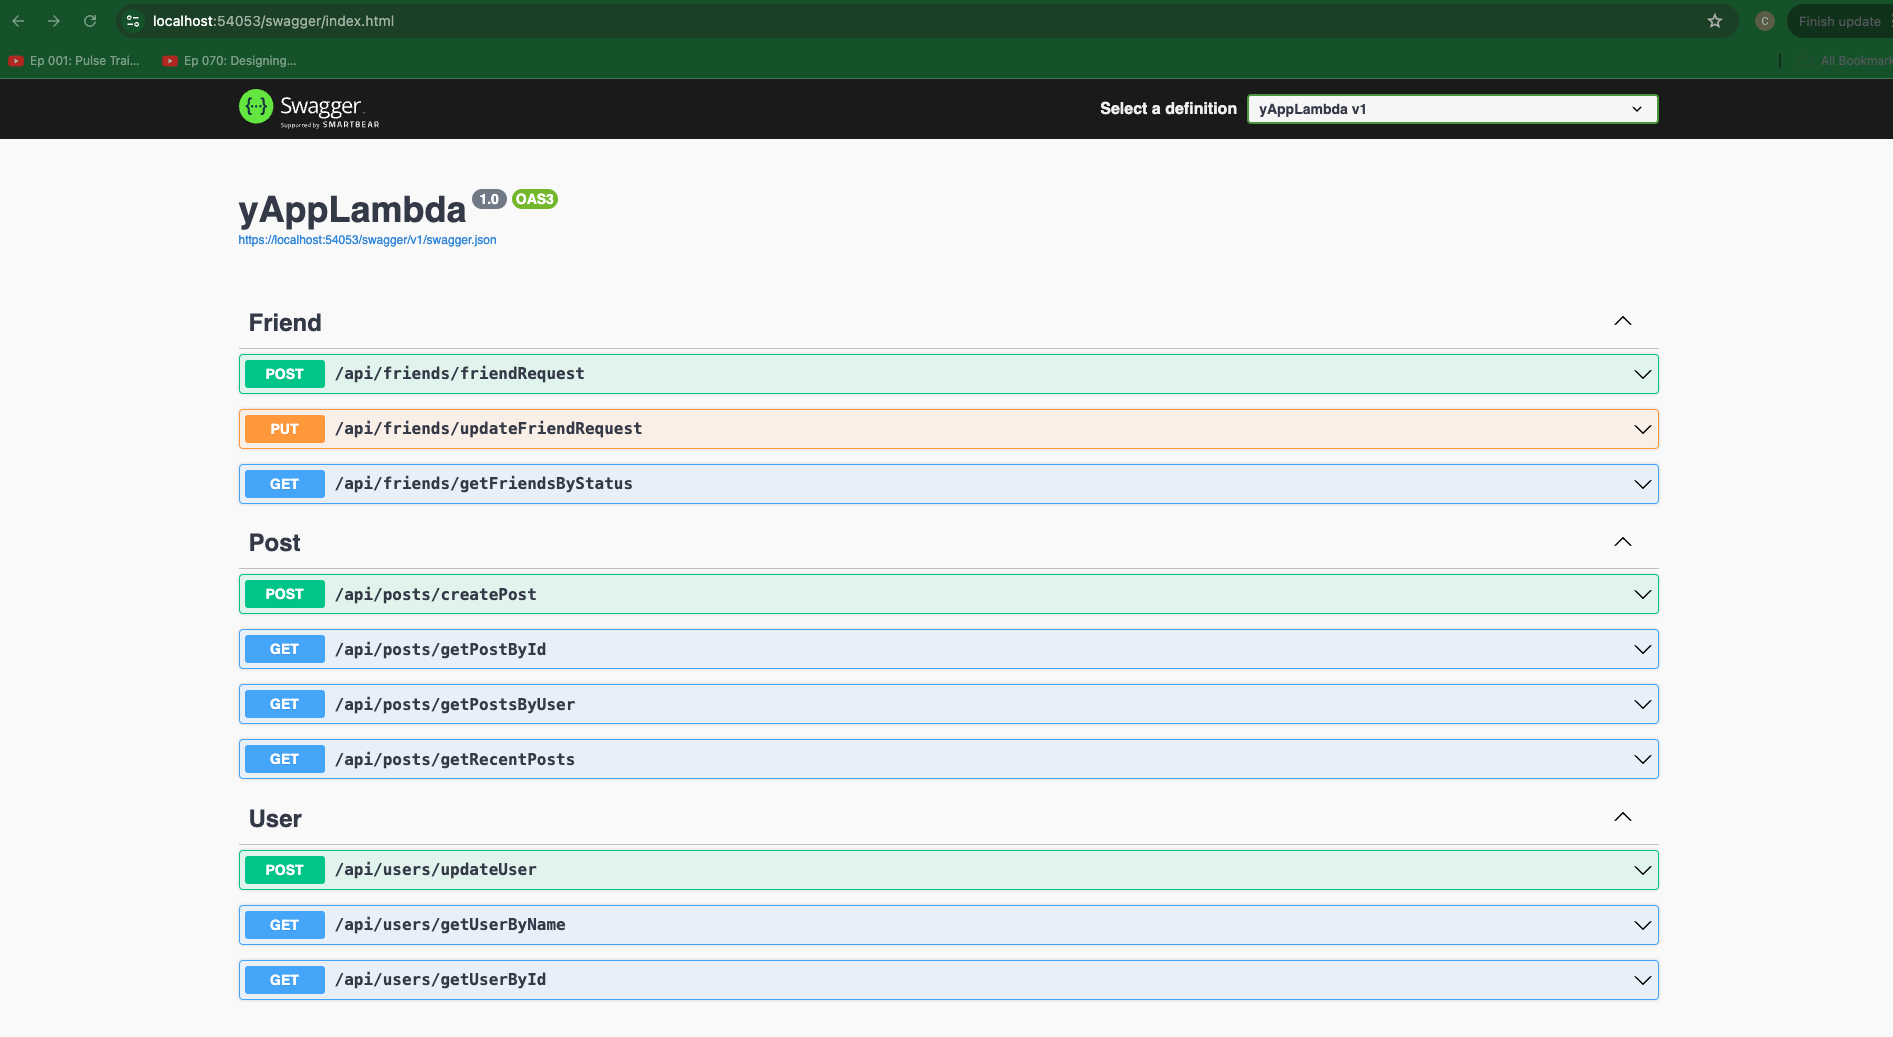 localhost:54053/swagger/index.html
C
Finish update
Ep 001: Pulse Trai...
Ep 070: Designing...
All Bookmark
{···} Swagger
Supported by SMARTBEAR
Select a definition
yAppLambda v1
yAppLambda 1.0 OAS3
https://localhost:54053/swagger/v1/swagger.json
Friend
POST /api/friends/friendRequest
PUT /api/friends/updateFriendRequest
GET /api/friends/getFriendsByStatus
Post
POST /api/posts/createPost
GET /api/posts/getPostById
GET /api/posts/getPostsByUser
GET /api/posts/getRecentPosts
User
POST /api/users/updateUser
GET /api/users/getUserByName
GET /api/users/getUserById